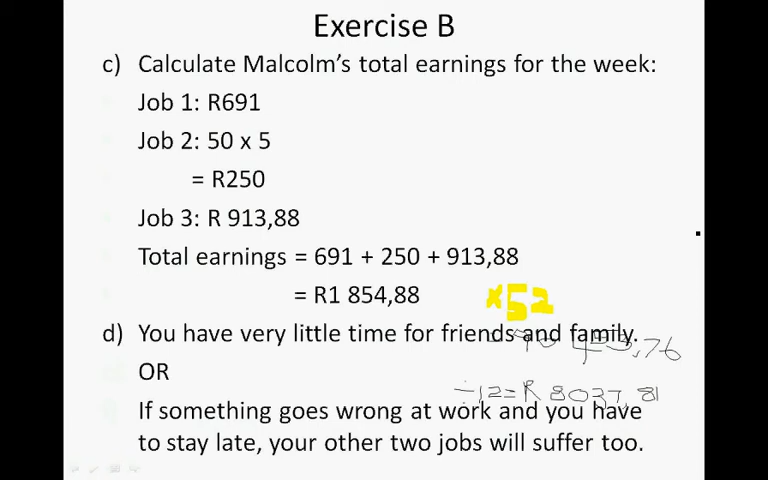 Exercise B
c) Calculate Malcolm's total earnings for the week:
Job 1: R691
Job 2: 50 x 5
= R250
Job 3: R 913,88
Total earnings = 691 + 250 + 913,88
= R1 854,88 ×52
d) You have very little time for friends and family.
OR
÷12 = R 8037,81
If something goes wrong at work and you have
to stay late, your other two jobs will suffer too.